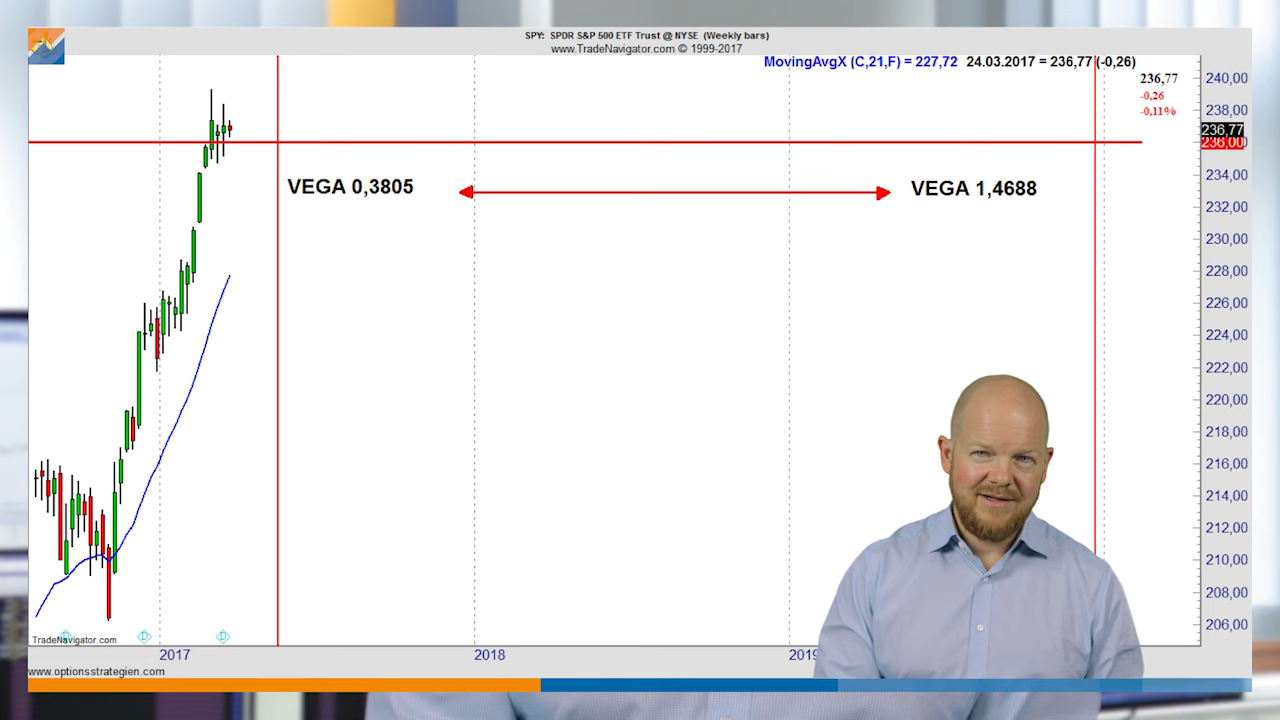 SPY: SPDR S&P 500 ETF Trust @ NYSE (Weekly bars)
www.TradeNavigator.com © 1999-2017
MovingAvgX (C,21,F) = 227,72 24.03.2017 = 236,77 (-0,26)
236,77
-0,26
-0,11%
240,00
238,00
236,77
236,00
234,00
232,00
230,00
228,00
226,00
224,00
222,00
220,00
218,00
216,00
214,00
212,00
210,00
208,00
206,00
VEGA 0,3805
VEGA 1,4688
D D D
TradeNavigator.com
2017 2018 2019
www.optionsstrategien.com